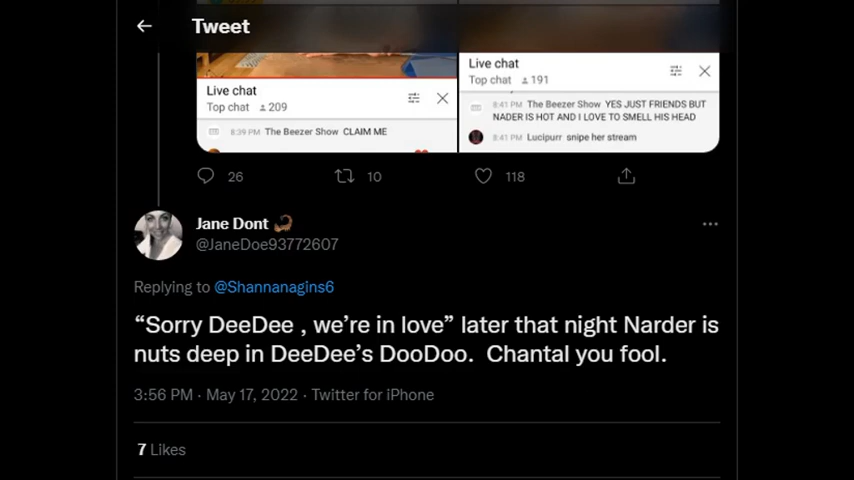 Tweet
Live chat
Top chat 209
8:39 PM The Beezer Show CLAIM ME
Live chat
Top chat 191
8:41 PM The Beezer Show YES JUST FRIENDS BUT
NADER IS HOT AND I LOVE TO SMELL HIS HEAD
8:41 PM Lucipurr snipe her stream
26 10 118
Jane Dont
@JaneDoe93772607
Replying to @Shannanagins6
“Sorry DeeDee , we’re in love” later that night Narder is
nuts deep in DeeDee’s DooDoo. Chantal you fool.
3:56 PM · May 17, 2022 · Twitter for iPhone
7 Likes